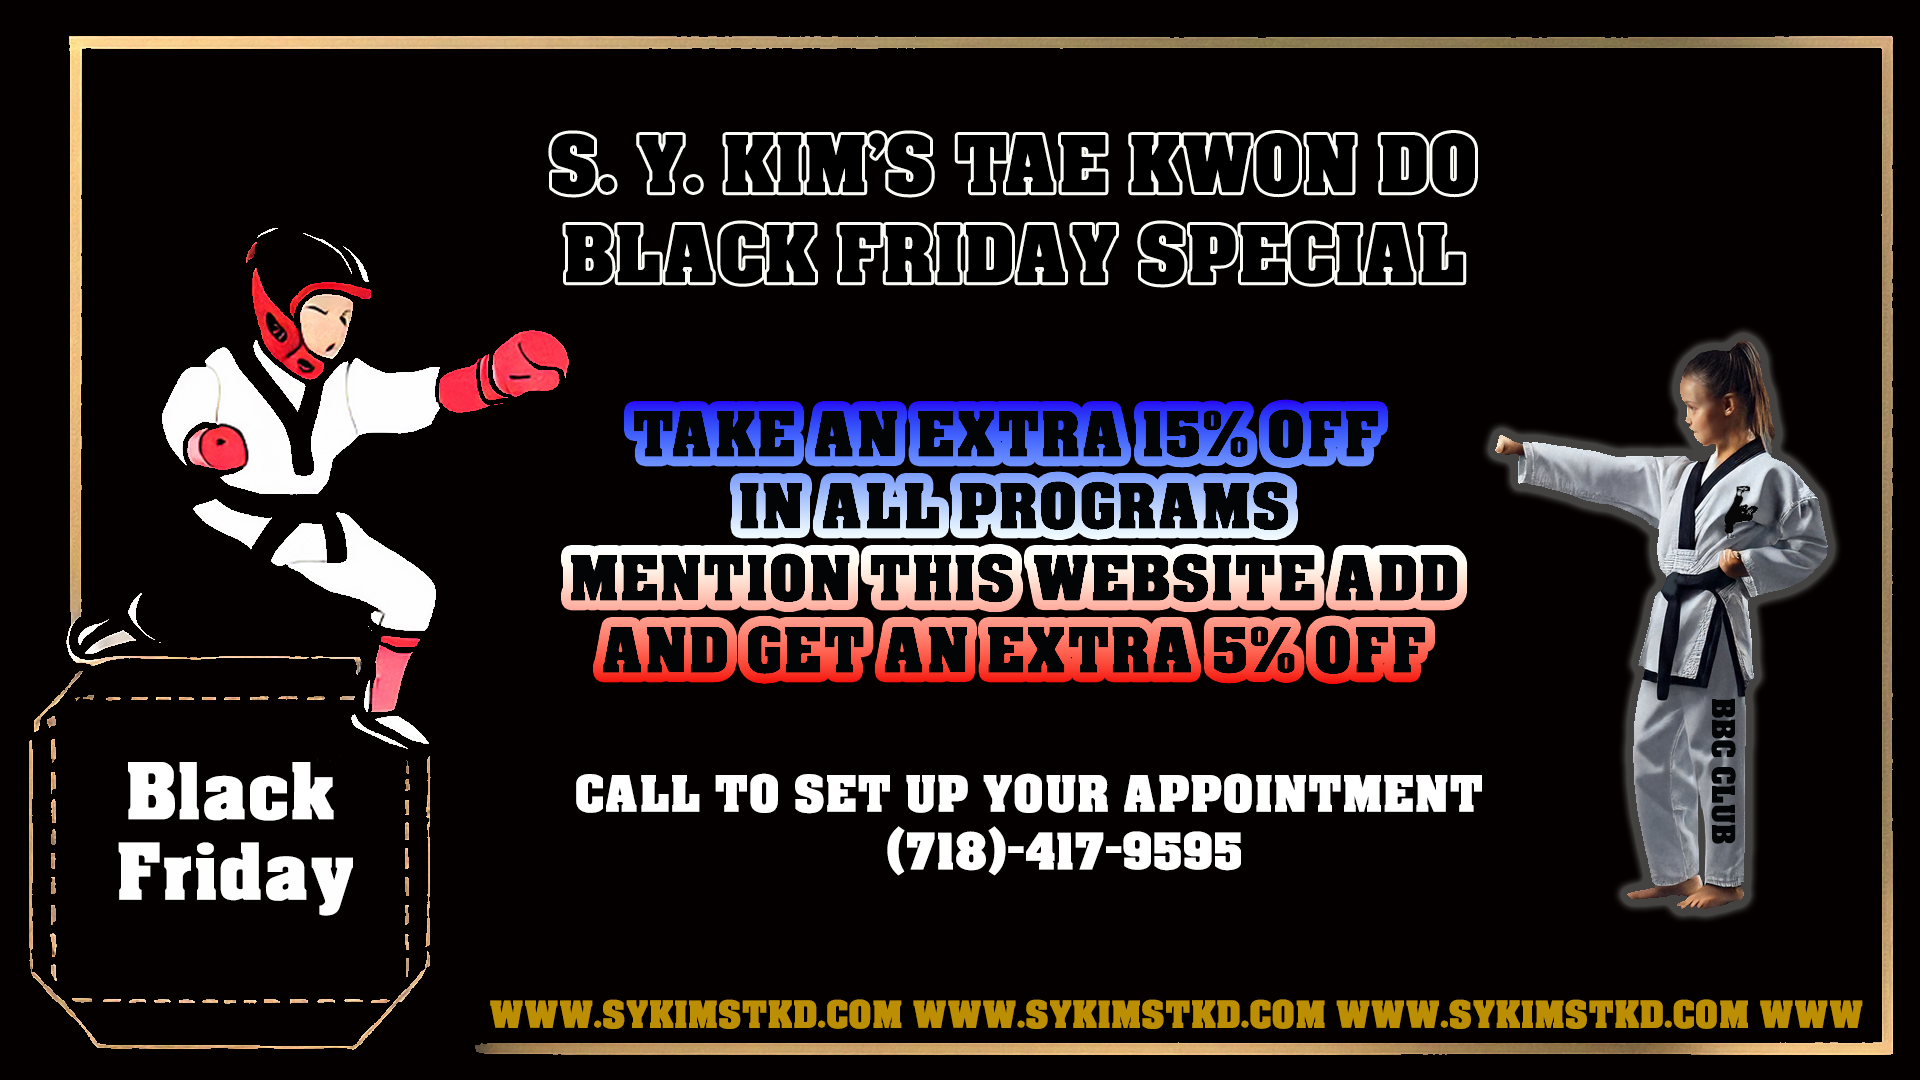 S. Y. KIM'S TAE KWON DO
BLACK FRIDAY SPECIAL
TAKE AN EXTRA 15% OFF
IN ALL PROGRAMS
MENTION THIS WEBSITE ADD
AND GET AN EXTRA 5% OFF
CALL TO SET UP YOUR APPOINTMENT
(718)-417-9595
Black
Friday
BBC CLUB
WWW.SYKIMSTKD.COM WWW.SYKIMSTKD.COM WWW.SYKIMSTKD.COM WWW